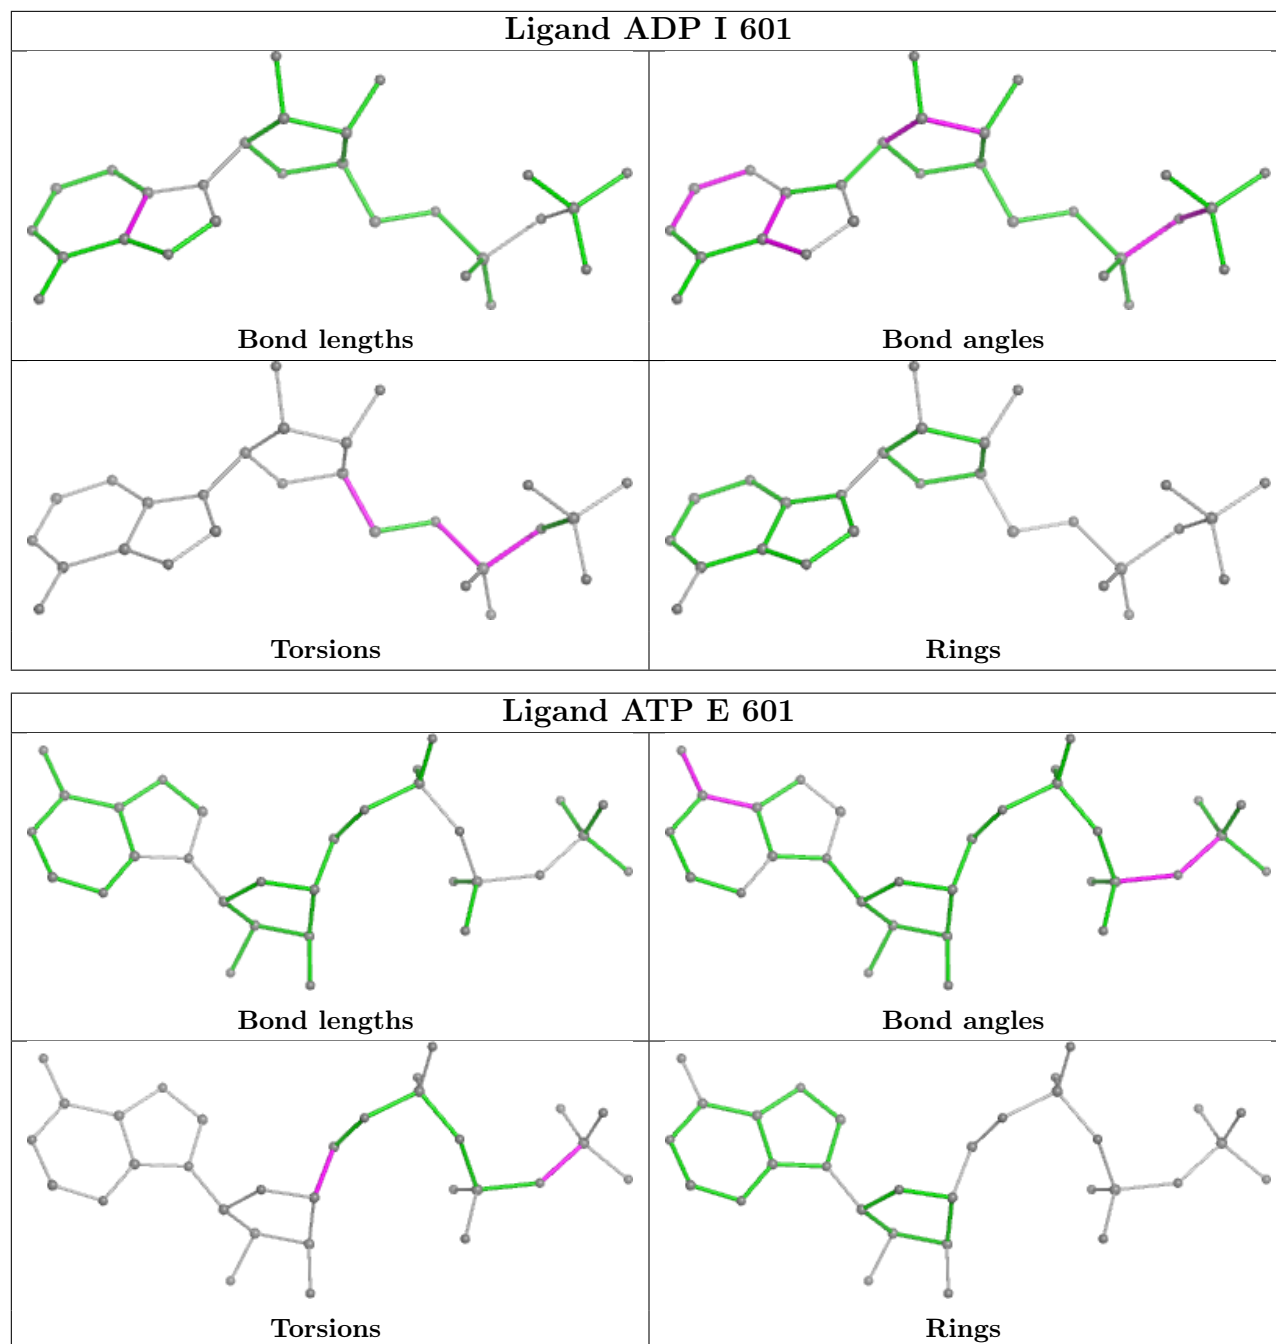 Ligand ADP I 601
Bond lengths
Bond angles
Torsions
Rings
Ligand ATP E 601
Bond lengths
Bond angles
Torsions
Rings